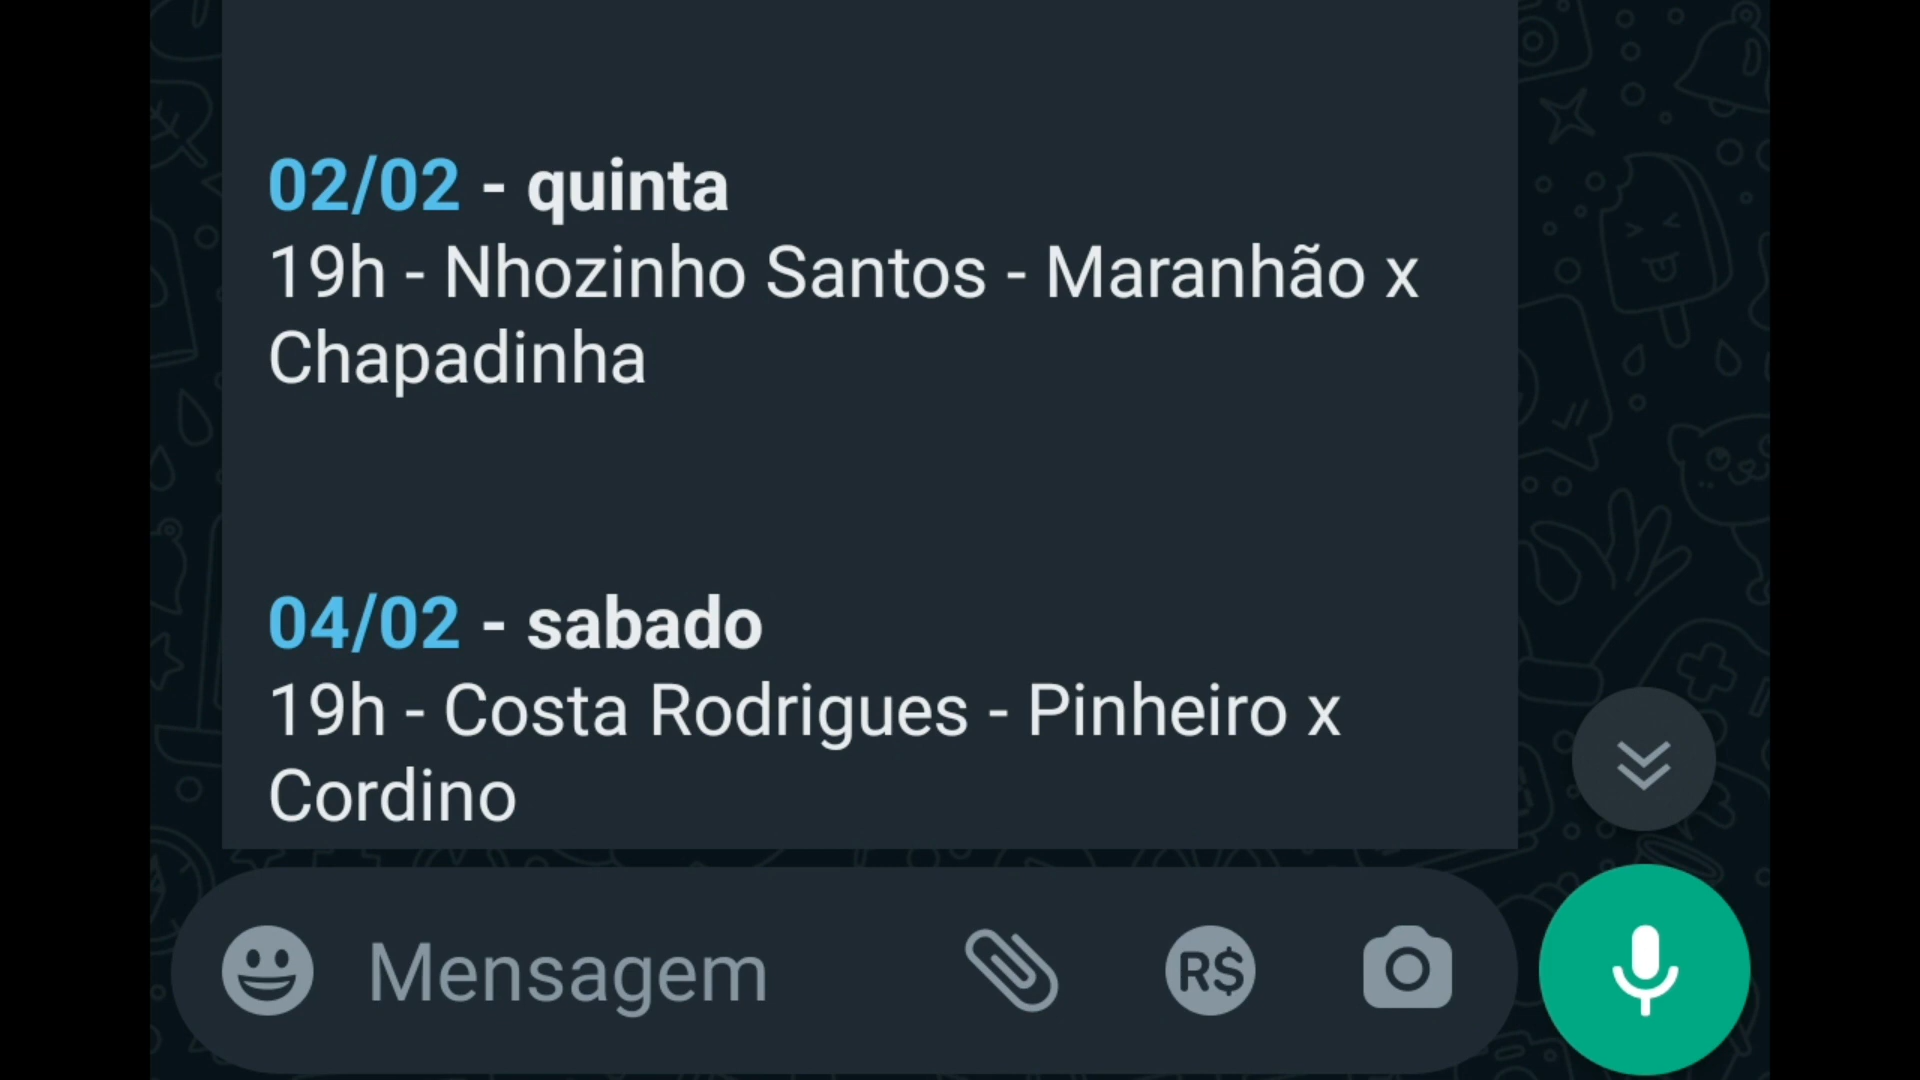 02/02 - quinta
19h - Nhozinho Santos - Maranhão x
Chapadinha
04/02 - sabado
19h - Costa Rodrigues - Pinheiro x
Cordino
Mensagem
R$